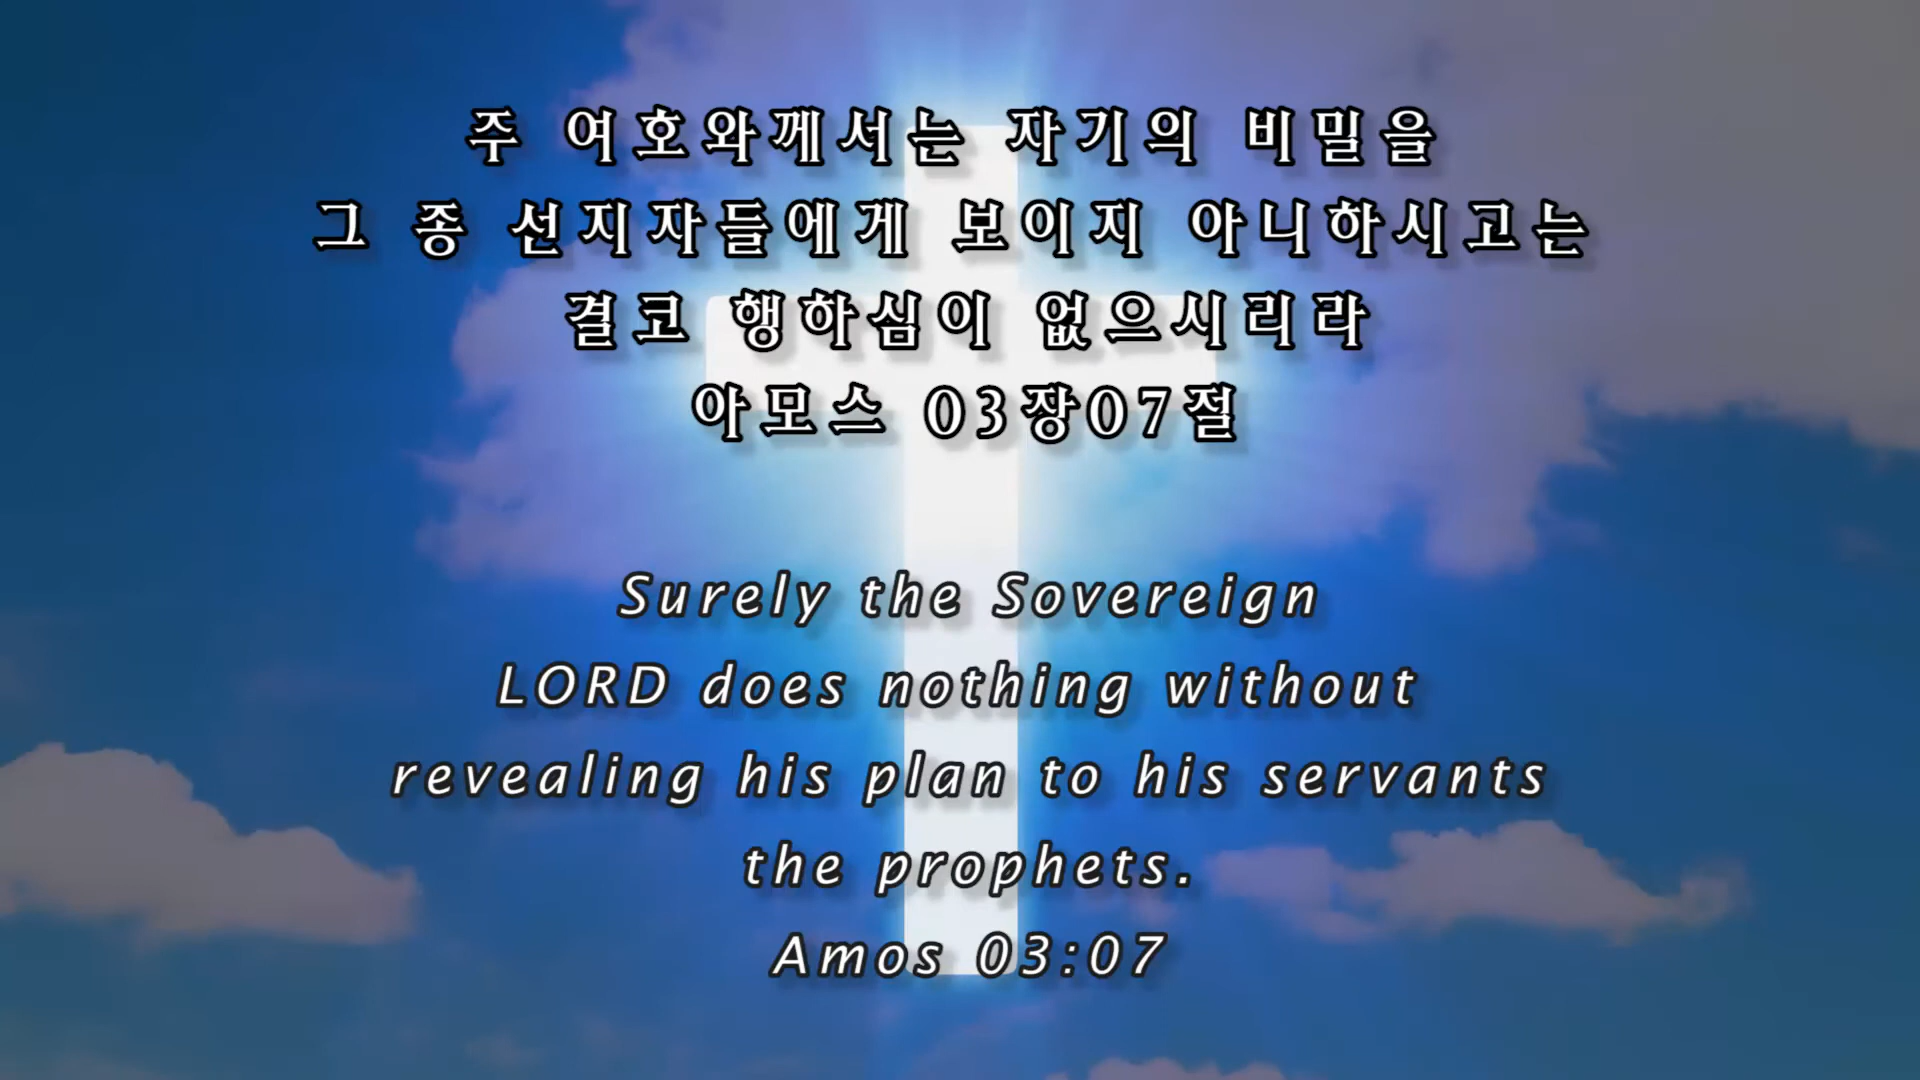 주 여호와께서는 자기의 비밀을
그 종 선지자들에게 보이지 아니하시고는
결코 행하심이 없으시리라
아모스 03장07절
Surely the Sovereign
LORD does nothing without
revealing his plan to his servants
the prophets.
Amos 03:07